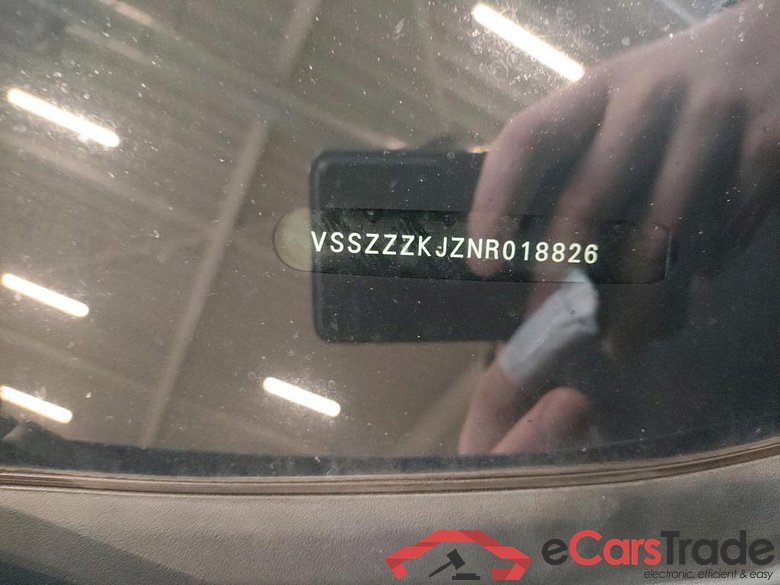 VSSZZZKJZNR018826
eCarsTrade
electronic, efficient & easy